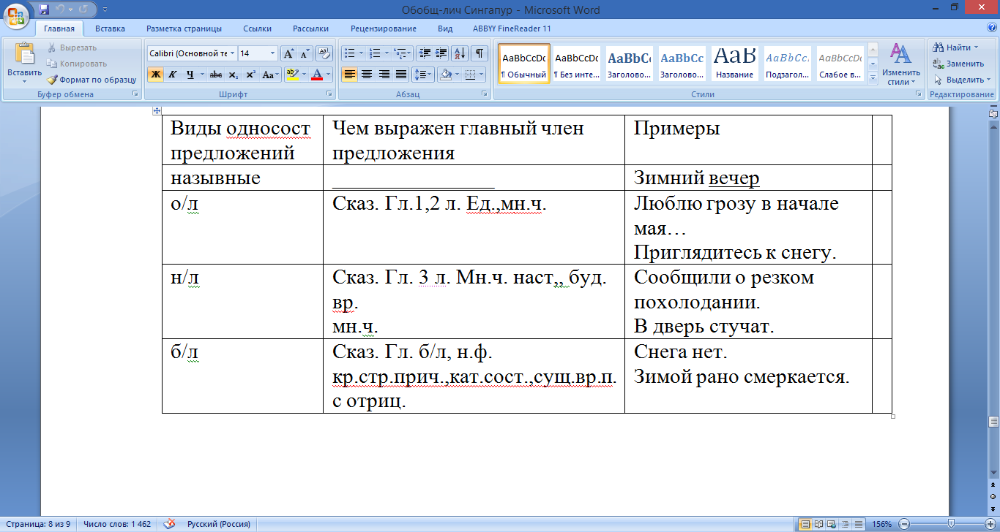 Обобщ-лич Сингапур - Microsoft Word
Главная Вставка Разметка страницы Ссылки Рассылки Рецензирование Вид ABBYY FineReader 11
Вставить
Вырезать
Копировать
Формат по образцу
Буфер обмена
Calibri (Основной те 14
Ж К Ч abc x₂ x² Aa
Шрифт
Абзац
AaBbCcDc AaBbCcDc AaBbC AaBbCc AaB AaBbCc. AaBbCcDc
¶ Обычный ¶ Без инте... Заголово... Заголово... Название Подзагол... Слабое в...
Изменить
стили
Стили
Найти
Заменить
Выделить
Редактирование
Виды односост Чем выражен главный член Примеры
предложений предложения
назывные ________________ Зимний вечер
о/л Сказ. Гл.1,2 л. Ед.,мн.ч. Люблю грозу в начале
мая…
Приглядитесь к снегу.
н/л Сказ. Гл. 3 л. Мн.ч. наст,, буд. Сообщили о резком
вр. похолодании.
мн.ч. В дверь стучат.
б/л Сказ. Гл. б/л, н.ф. Снега нет.
кр.стр.прич.,кат.сост.,сущ.вр.п. Зимой рано смеркается.
с отриц.
Страница: 8 из 9 Число слов: 1 462 Русский (Россия) 156%